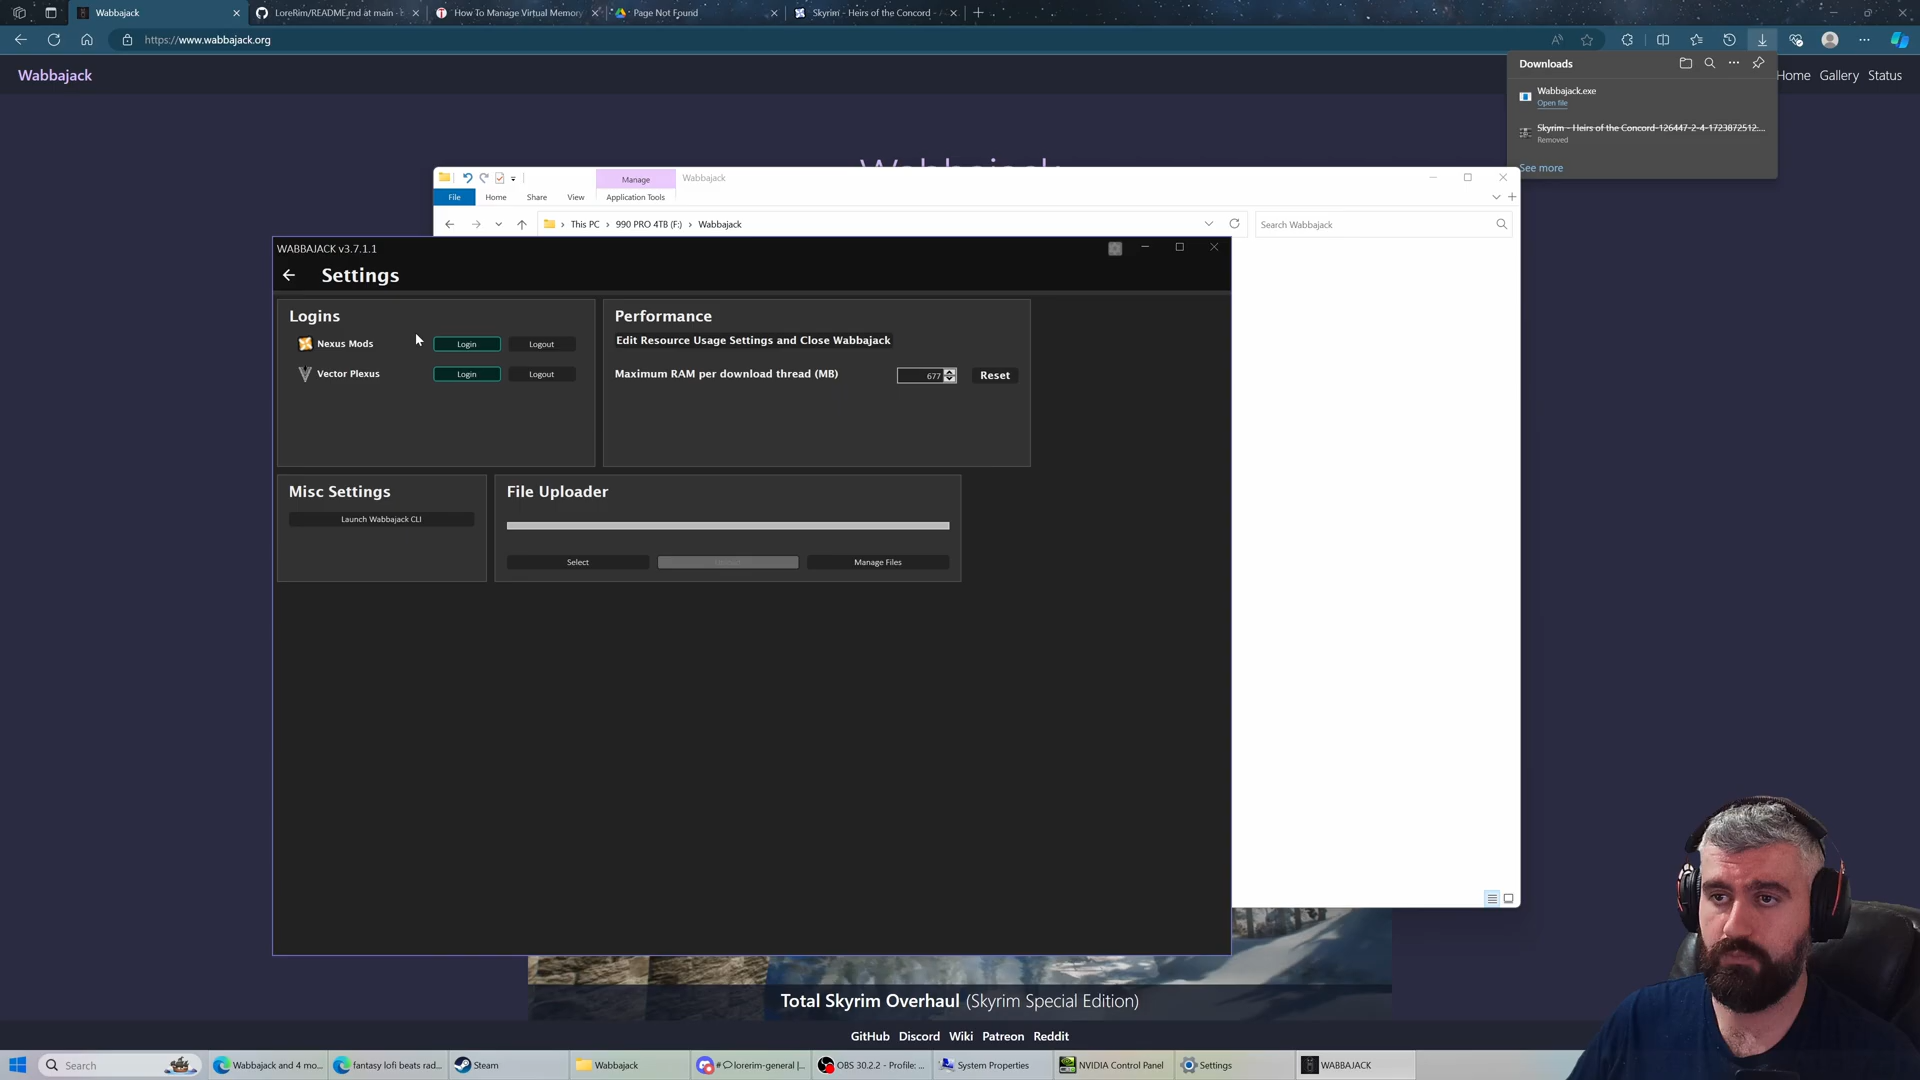 Wabbajack
LoreRim/README.md at main -
How To Manage Virtual Memory
Page Not Found
Skyrim - Heirs of the Concord -
https://www.wabbajack.org
Wabbajack
Home
Gallery
Status
Downloads
Wabbajack.exe
Open file
Skyrim - Heirs of the Concord-126447-2-4-1723872512....
Removed
See more
Manage
Wabbajack
File
Home
Share
View
Application Tools
This PC
990 PRO 4TB (F:)
Wabbajack
Search Wabbajack
WABBAJACK v3.7.1.1
Settings
Logins
Nexus Mods
Login
Logout
Vector Plexus
Login
Logout
Performance
Edit Resource Usage Settings and Close Wabbajack
Maximum RAM per download thread (MB)
677
Reset
Misc Settings
Launch Wabbajack CLI
File Uploader
Select
Manage Files
Total Skyrim Overhaul (Skyrim Special Edition)
GitHub
Discord
Wiki
Patreon
Reddit
Search
Wabbajack and 4 mo...
fantasy lofi beats rad...
Steam
Wabbajack
lorerim-general |...
OBS 30.2.2 - Profile: ...
System Properties
NVIDIA Control Panel
Settings
WABBAJACK